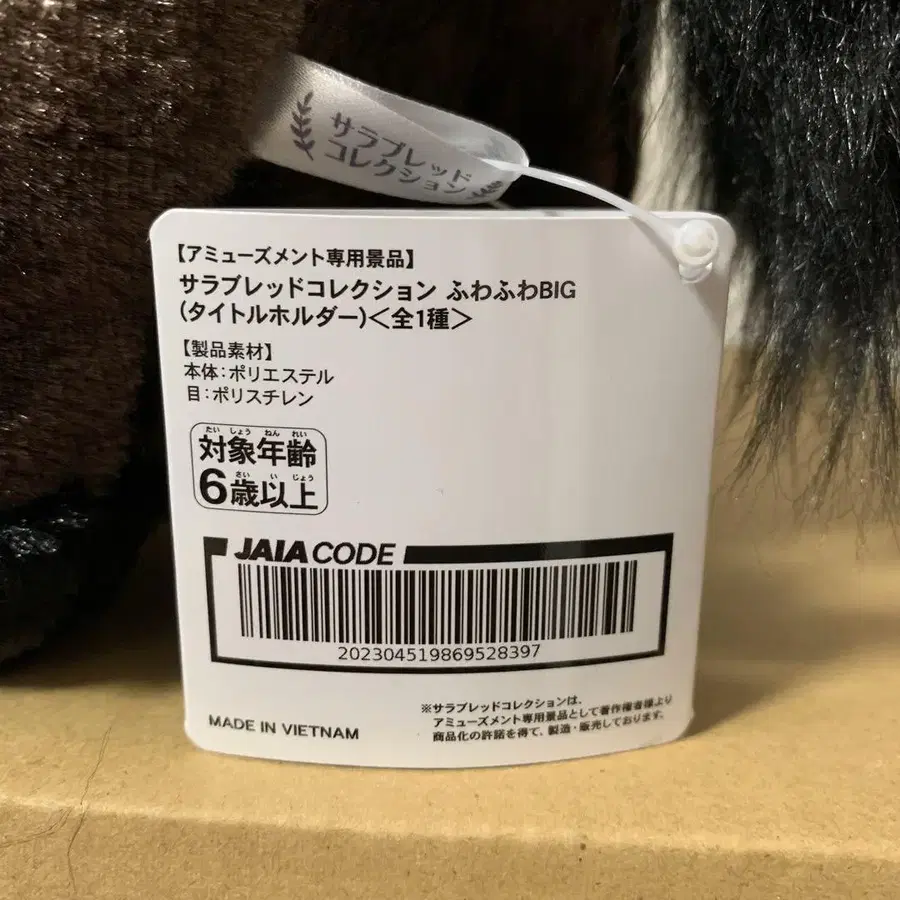 サラブレッド
コレクション
【アミューズメント専用景品】
サラブレッドコレクション ふわふわBIG
(タイトルホルダー)<全1種>
【製品素材】
本体：ポリエステル
目：ポリスチレン
たい しょう ねん れい
対象年齢
さい い じょう
6歳以上
JAIA CODE
202304519869528397
MADE IN VIETNAM
※サラブレッドコレクションは、
アミューズメント専用景品として著作権者様より
商品化の許諾を得て、製造・販売しております。